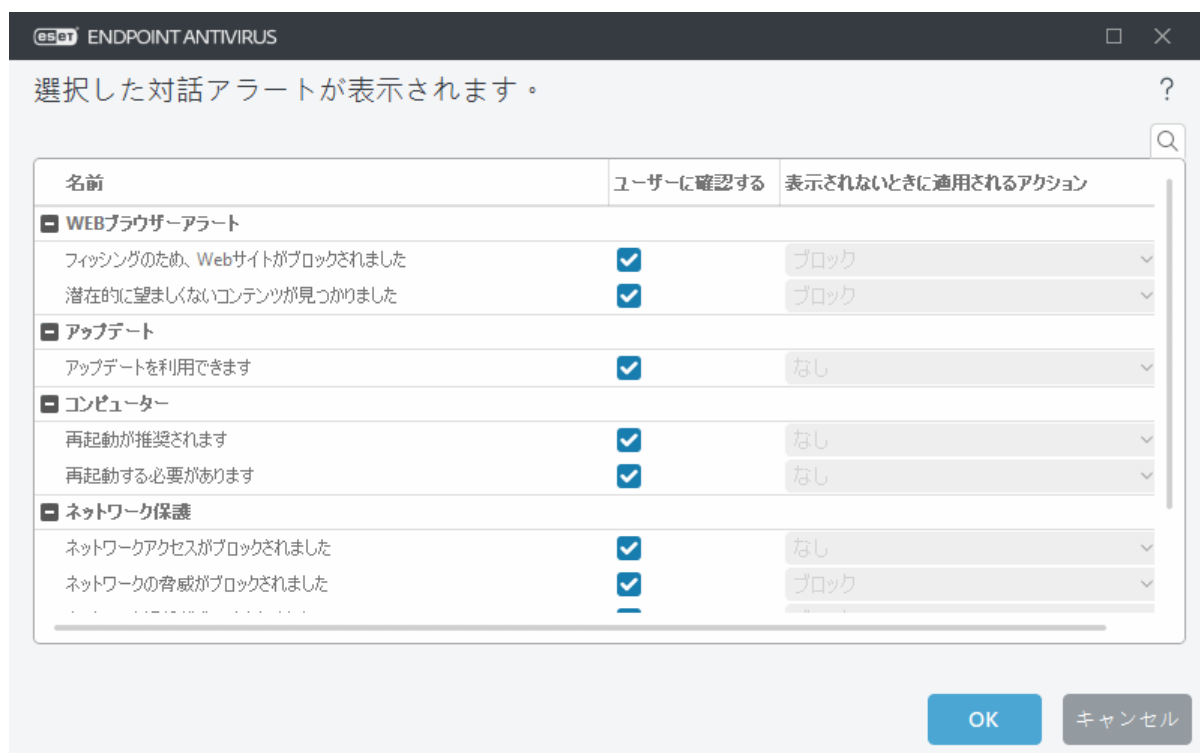 eset ENDPOINT ANTIVIRUS
選択した対話アラートが表示されます。
?
名前 ユーザーに確認する 表示されないときに適用されるアクション
WEBブラウザーアラート
フィッシングのため、Webサイトがブロックされました ブロック
潜在的に望ましくないコンテンツが見つかりました ブロック
アップデート
アップデートを利用できます なし
コンピューター
再起動が推奨されます なし
再起動する必要があります なし
ネットワーク保護
ネットワークアクセスがブロックされました なし
ネットワークの脅威がブロックされました ブロック
OK キャンセル